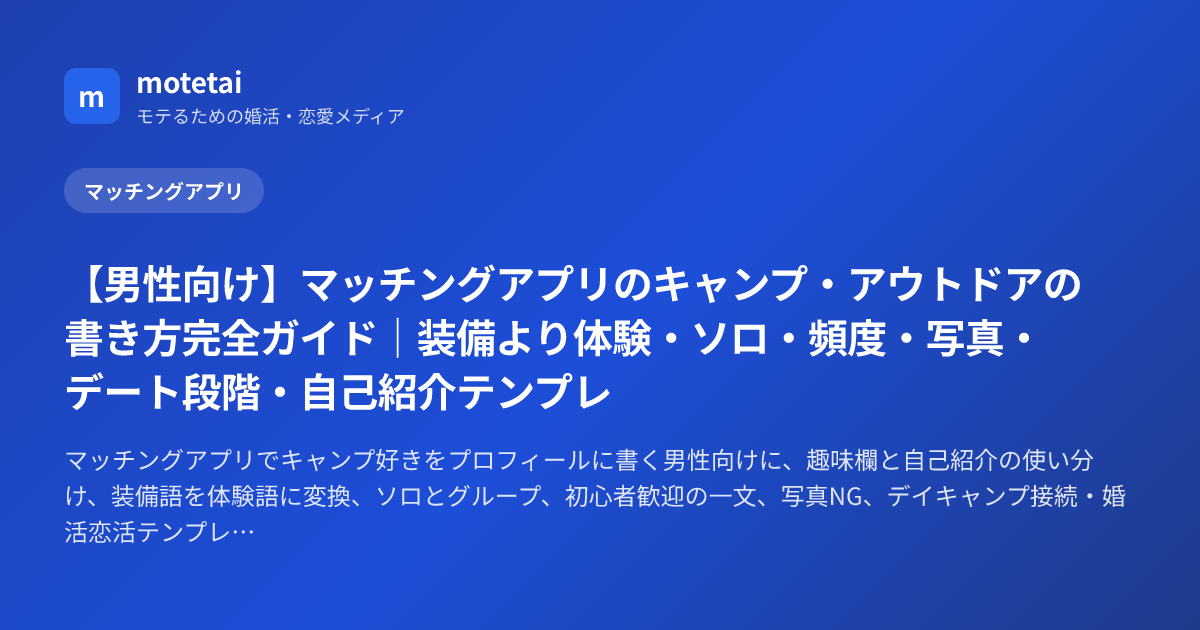 m
motetai
モテるための婚活・恋愛メディア
マッチングアプリ
【男性向け】マッチングアプリのキャンプ・アウトドアの
書き方完全ガイド｜装備より体験・ソロ・頻度・写真・
デート段階・自己紹介テンプレ
マッチングアプリでキャンプ好きをプロフィールに書く男性向けに、趣味欄と自己紹介の使い分
け、装備語を体験語に変換、ソロとグループ、初心者歓迎の一文、写真NG、デイキャンプ接続・婚
活恋活テンプレ…